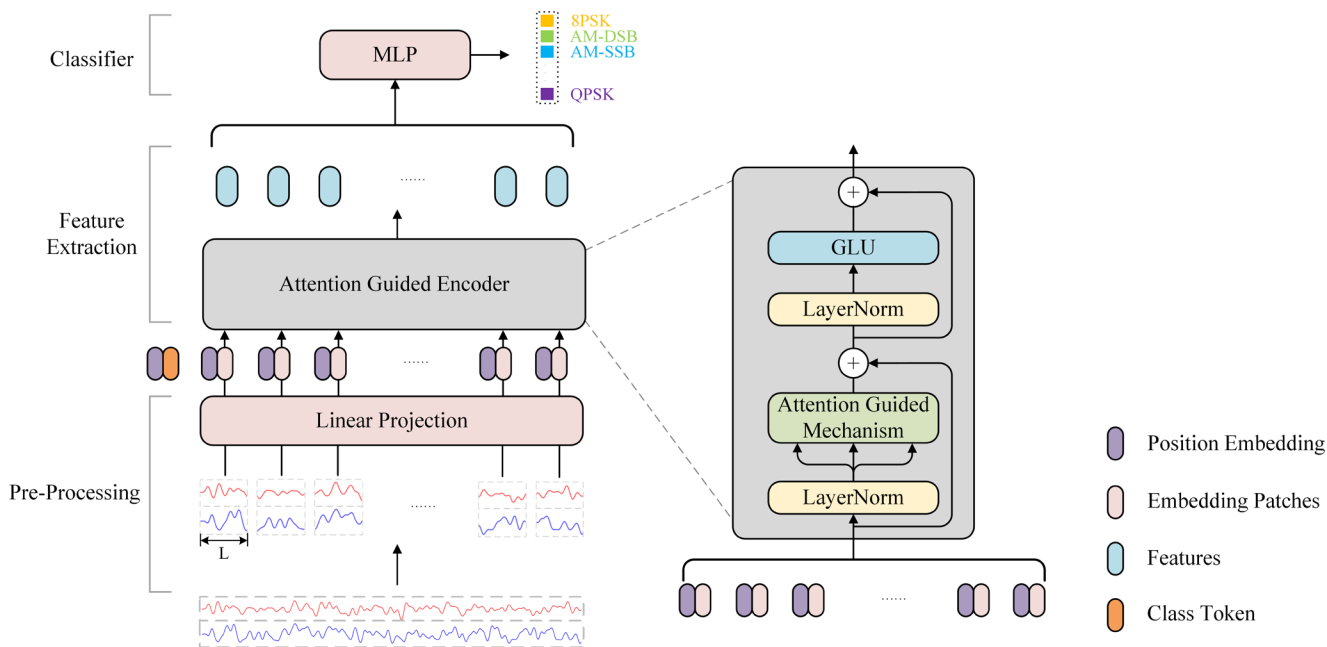 Classifier
MLP
8PSK
AM-DSB
AM-SSB
QPSK
Feature
Extraction
......
Attention Guided Encoder
......
Linear Projection
Pre-Processing
......
L
GLU
LayerNorm
Attention Guided
Mechanism
LayerNorm
......
Position Embedding
Embedding Patches
Features
Class Token